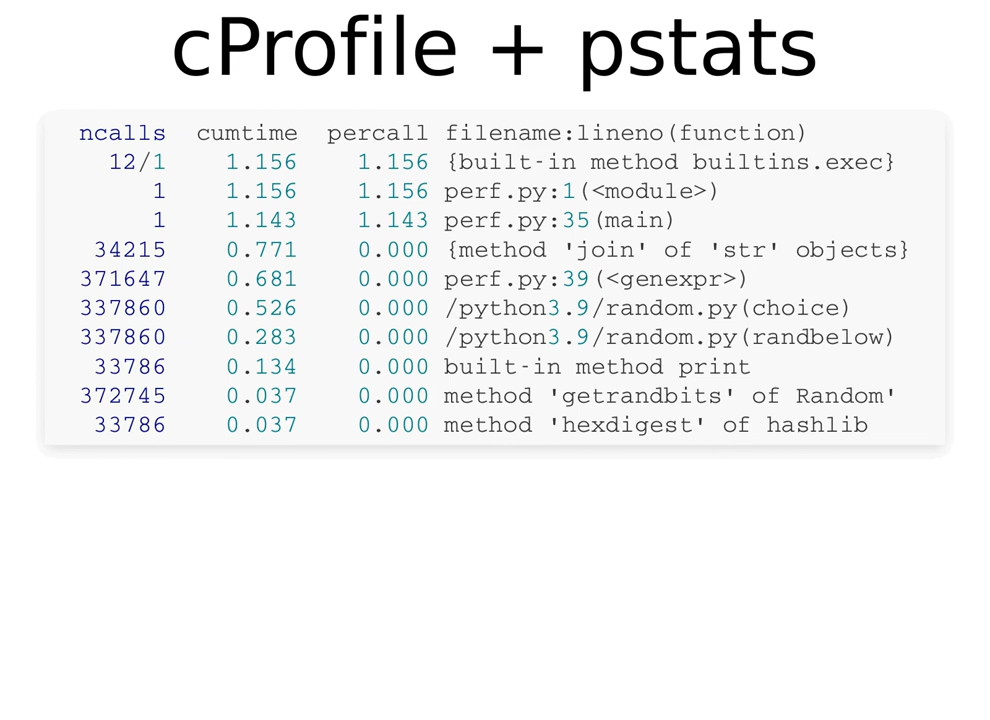 cProfile + pstats
ncalls cumtime percall filename:lineno(function)
12/1 1.156 1.156 {built-in method builtins.exec}
1 1.156 1.156 perf.py:1(<module>)
1 1.143 1.143 perf.py:35(main)
34215 0.771 0.000 {method 'join' of 'str' objects}
371647 0.681 0.000 perf.py:39(<genexpr>)
337860 0.526 0.000 /python3.9/random.py(choice)
337860 0.283 0.000 /python3.9/random.py(randbelow)
33786 0.134 0.000 built-in method print
372745 0.037 0.000 method 'getrandbits' of Random'
33786 0.037 0.000 method 'hexdigest' of hashlib